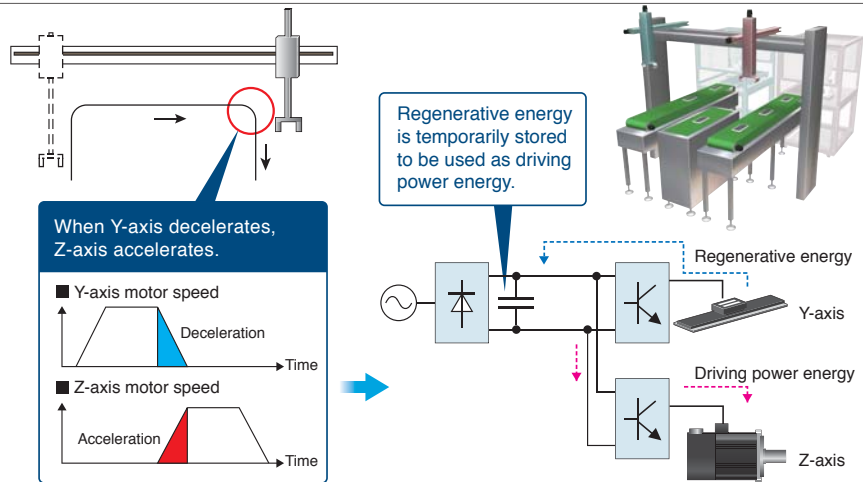 Regenerative energy
is temporarily stored
to be used as driving
power energy.
When Y-axis decelerates,
Z-axis accelerates.
■ Y-axis motor speed
Deceleration
Time
■ Z-axis motor speed
Acceleration
Time
Regenerative energy
Y-axis
Driving power energy
Z-axis